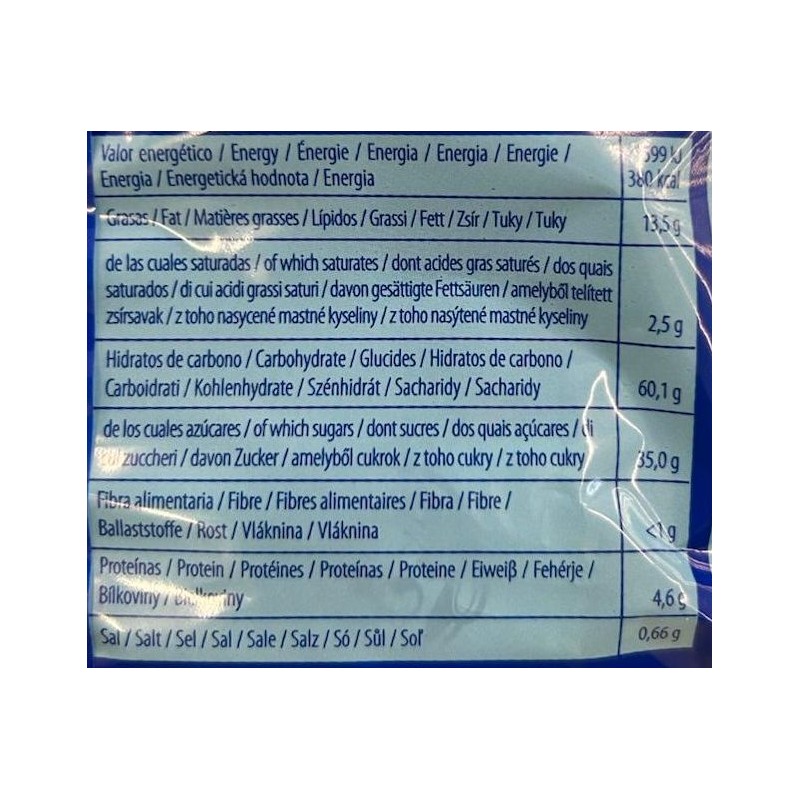 Valor energético / Energy / Énergie / Energia / Energia / Energie /
Energia / Energetická hodnota / Energia
kcal
Grasas / Fat / Matières grasses / Lípidos / Grassi / Fett / Zsír / Tuky / Tuky
13,5 g
de las cuales saturadas / of which saturates / dont acides gras saturés / dos quais
saturados / di cui acidi grassi saturi / davon gesättigte Fettsäuren / amelyből telített
zsírsavak / z toho nasycené mastné kyseliny / z toho nasýtené mastné kyseliny
2,5 g
Hidratos de carbono / Carbohydrate / Glucides / Hidratos de carbono /
Carboidrati / Kohlenhydrate / Szénhidrát / Sacharidy / Sacharidy
60,1 g
de los cuales azúcares / of which sugars / dont sucres / dos quais açúcares / di
zuccheri / davon Zucker / amelyből cukrok / z toho cukry / z toho cukry
35,0 g
Fibra alimentaria / Fibre / Fibres alimentaires / Fibra / Fibre /
Ballaststoffe / Rost / Vláknina / Vláknina
<1 g
Proteínas / Protein / Protéines / Proteínas / Proteine / Eiweiß / Fehérje /
Bílkoviny /
4,6 g
Sal / Salt / Sel / Sal / Sale / Salz / Só / Sůl / Soľ
0,66 g